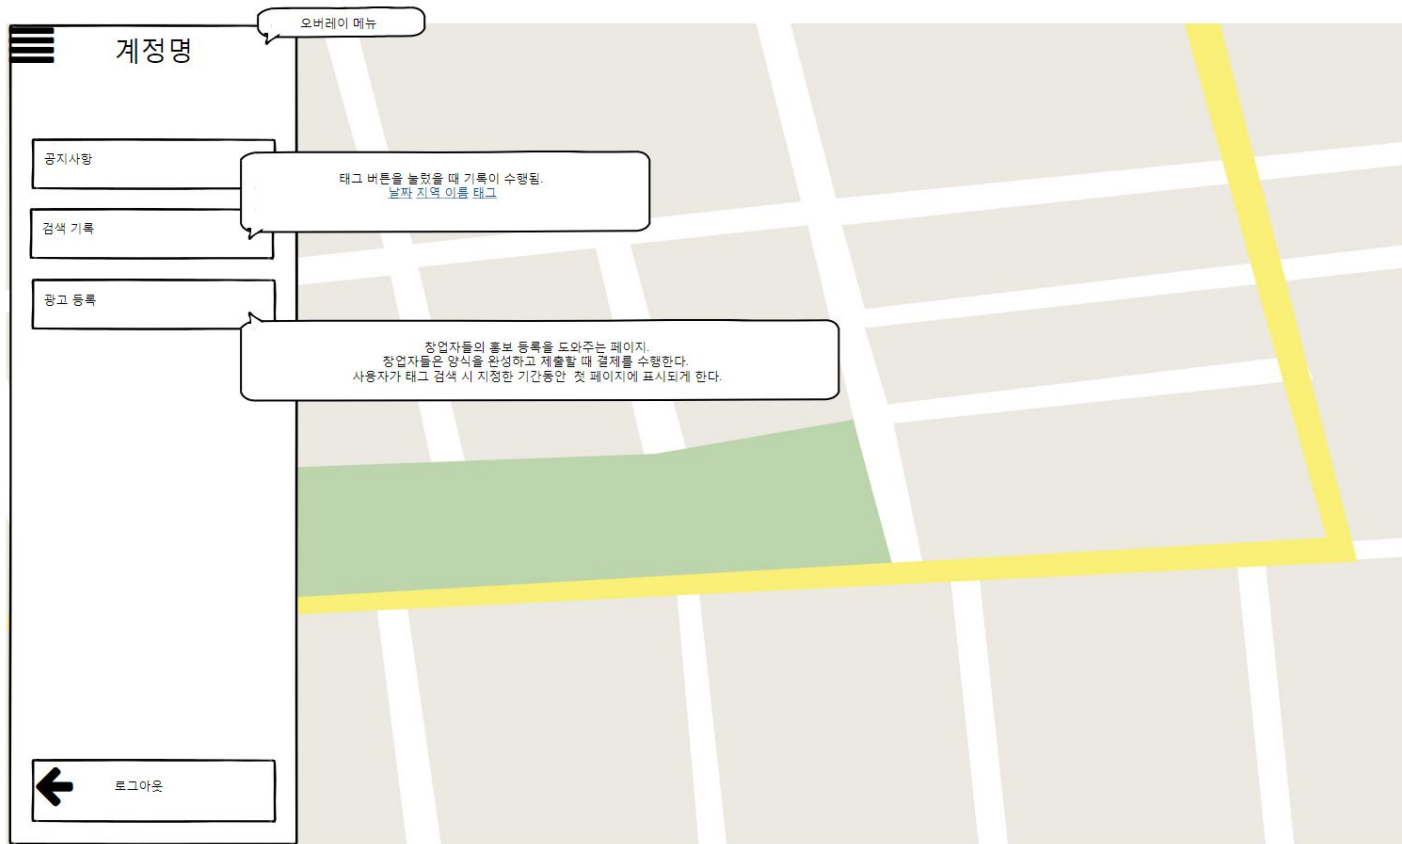 오버레이 메뉴
계정명
공지사항
태그 버튼을 눌렀을 때 기록이 수행됨.
날짜 지역 이름 태그
검색 기록
광고 등록
창업자들의 홍보 등록을 도와주는 페이지.
창업자들은 양식을 완성하고 제출할 때 결제를 수행한다.
사용자가 태그 검색 시 지정한 기간동안 첫 페이지에 표시되게 한다.
로그아웃